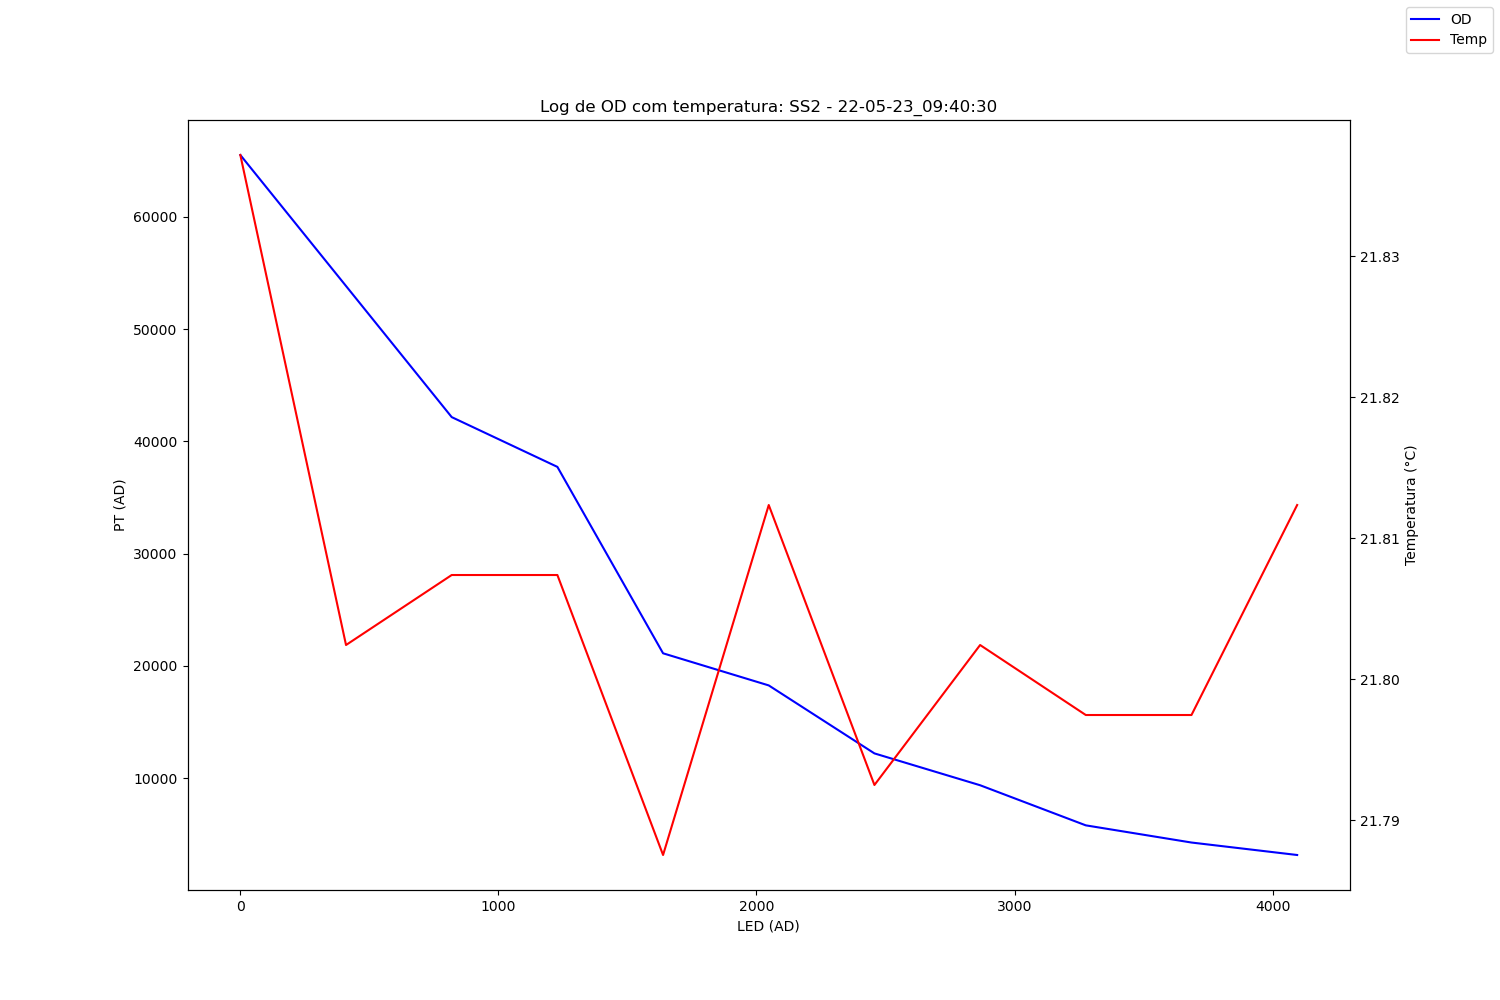 OD
Temp
Log de OD com temperatura: SS2 - 22-05-23_09:40:30
60000
50000
40000
30000
20000
10000
PT (AD)
21.83
21.82
21.81
21.80
21.79
Temperatura (°C)
0
1000
2000
3000
4000
LED (AD)